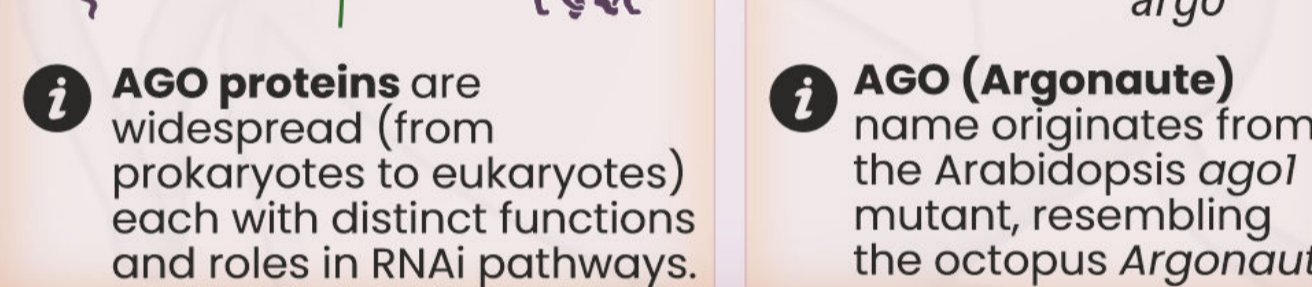 argo
AGO proteins are
widespread (from
prokaryotes to eukaryotes)
each with distinct functions
and roles in RNAi pathways.
AGO (Argonaute)
name originates from
the Arabidopsis ago1
mutant, resembling
the octopus Argonaut